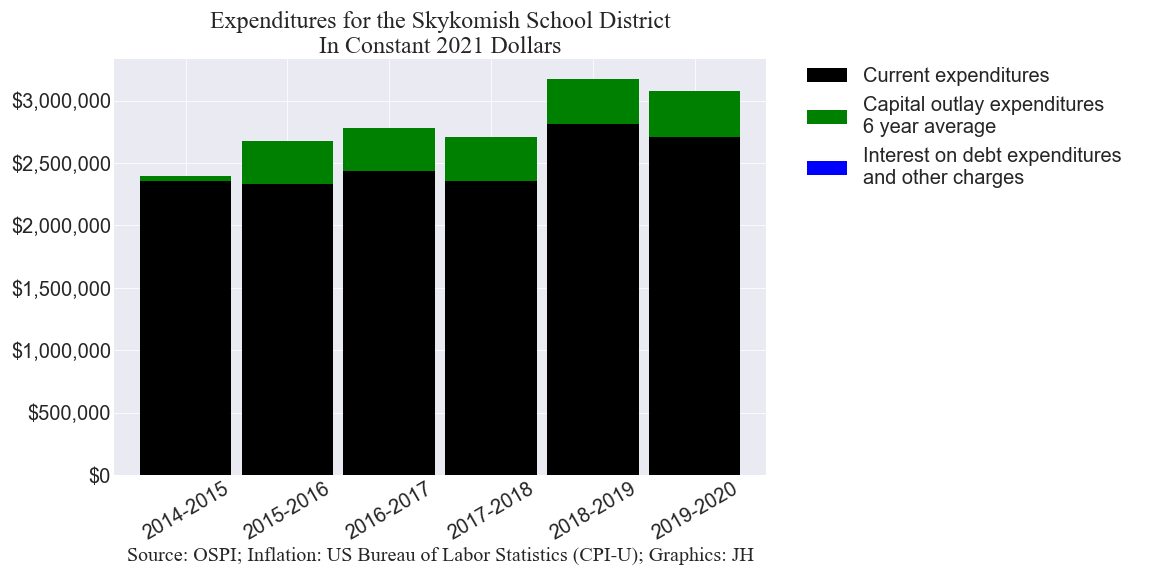 Expenditures for the Skykomish School District
In Constant 2021 Dollars
$3,000,000
$2,500,000
$2,000,000
$1,500,000
$1,000,000
$500,000
$0
2014-2015
2015-2016
2016-2017
2017-2018
2018-2019
2019-2020
Source: OSPI; Inflation: US Bureau of Labor Statistics (CPI-U); Graphics: JH
Current expenditures
Capital outlay expenditures
6 year average
Interest on debt expenditures
and other charges